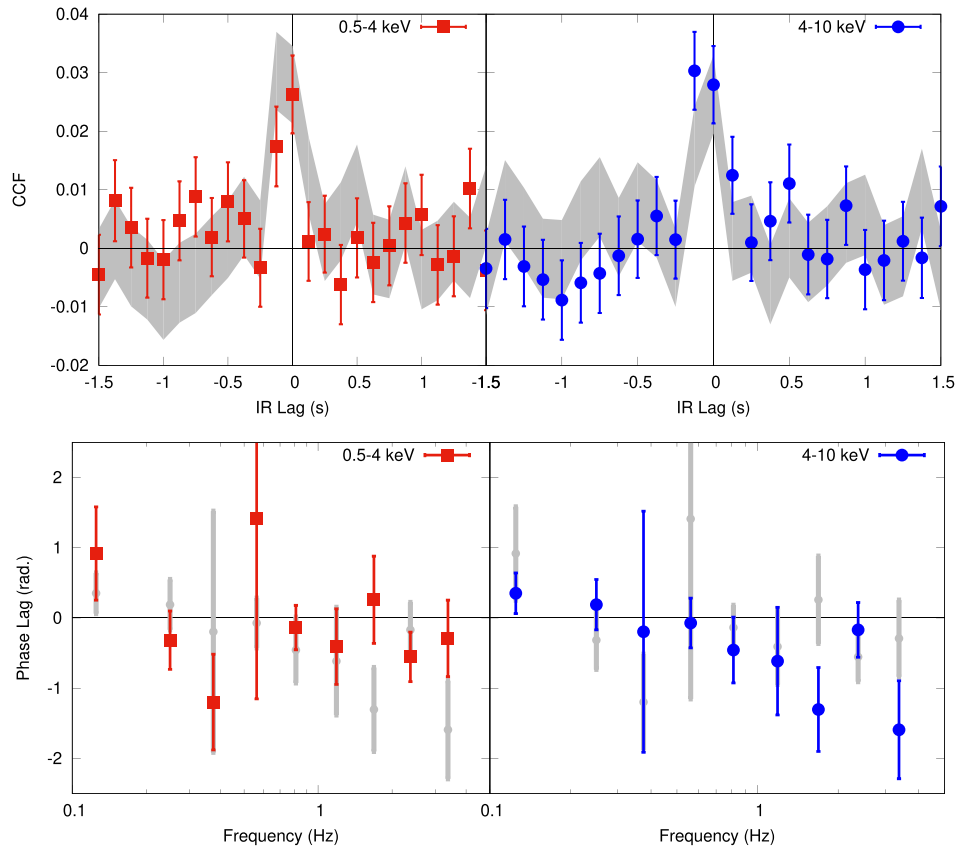 0.04
0.03
0.02
0.01
0
-0.01
-0.02
CCF
0.5-4 keV
4-10 keV
-1.5 -1 -0.5 0 0.5 1 1.5
-1.5 -1 -0.5 0 0.5 1 1.5
IR Lag (s) IR Lag (s)
2
1
0
-1
-2
Phase Lag (rad.)
0.5-4 keV
4-10 keV
0.1 1 0.1 1
Frequency (Hz) Frequency (Hz)